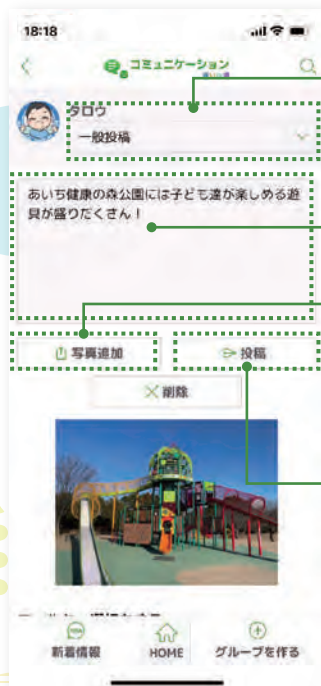 18:18
コミュニケーション
タロウ
一般投稿
あいち健康の森公園には子ども達が楽しめる遊
具が盛りだくさん！
写真追加
投稿
削除
新着情報
HOME
グループを作る